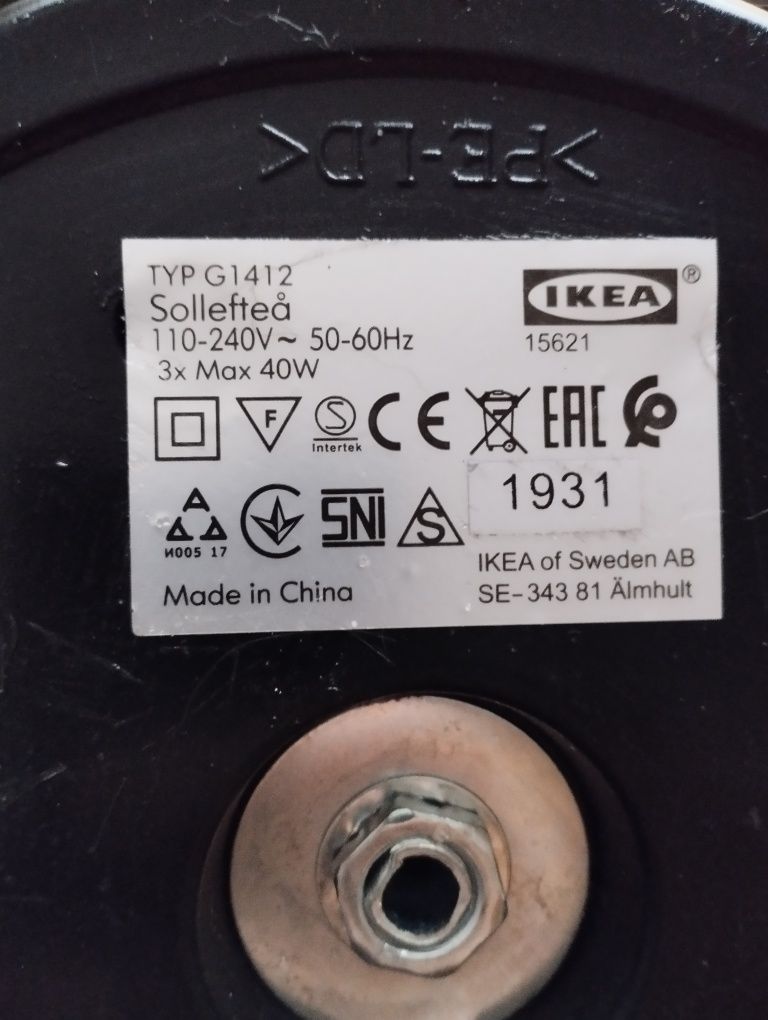 >PE-LD<
TYP G1412
Sollefteå
110-240V~ 50-60Hz
3x Max 40W
IKEA®
15621
F
S
Intertek
CE
EAC
A
И005 17
SNI
S
1931
Made in China
IKEA of Sweden AB
SE-343 81 Älmhult